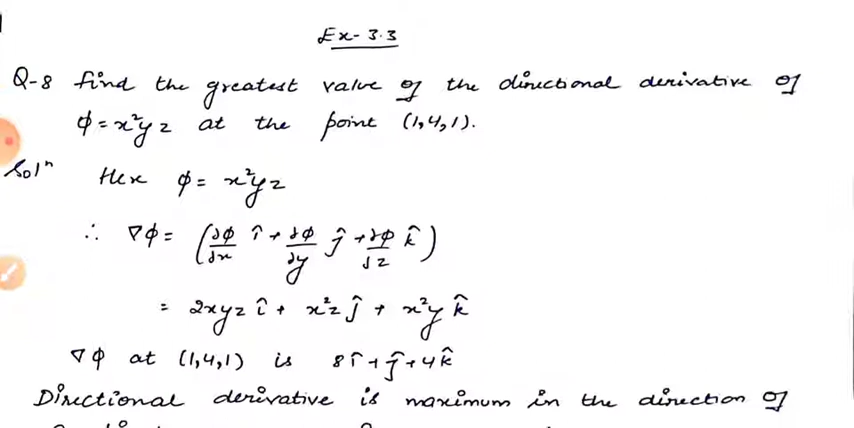 Ex- 3.3
Q-8 find the greatest value of the directional derivative of
φ = x²yz at the point (1,4,1).
Solⁿ Here φ = x²yz
∴ ∇φ = (∂φ/∂x î + ∂φ/∂y ĵ + ∂φ/∂z k̂)
= 2xyz î + x²z ĵ + x²y k̂
∇φ at (1,4,1) is 8î + ĵ + 4k̂
Directional derivative is maximum in the direction of